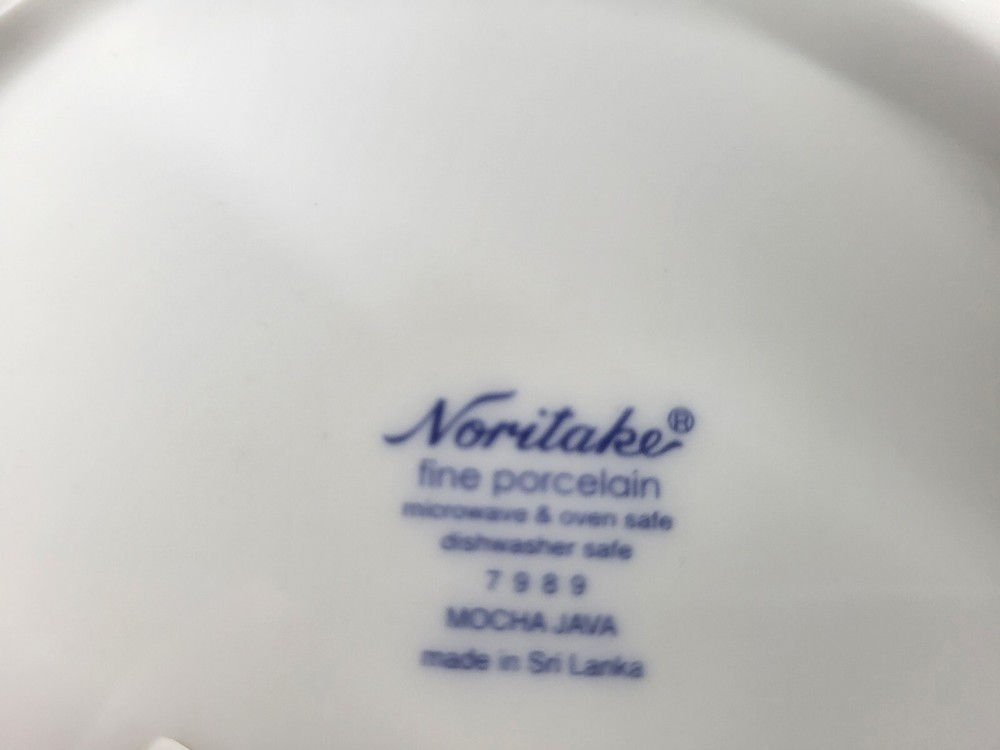 Noritake®
fine porcelain
microwave & oven safe
dishwasher safe
7989
MOCHA JAVA
made in Sri Lanka